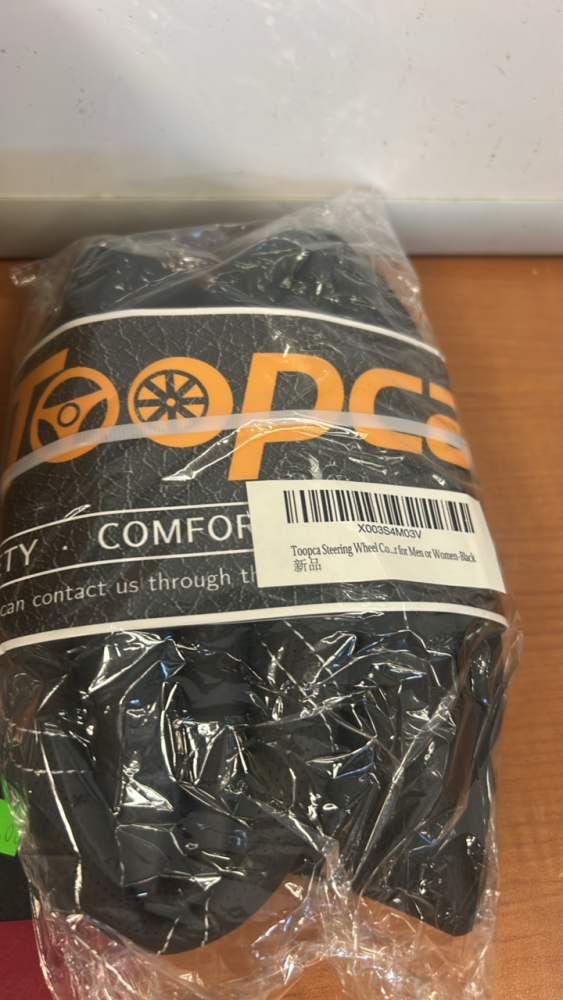 Toopca
TY · COMFOR
can contact us through th
X003S4M03V
Toopca Steering Wheel Co...r for Men or Women-Black
新品